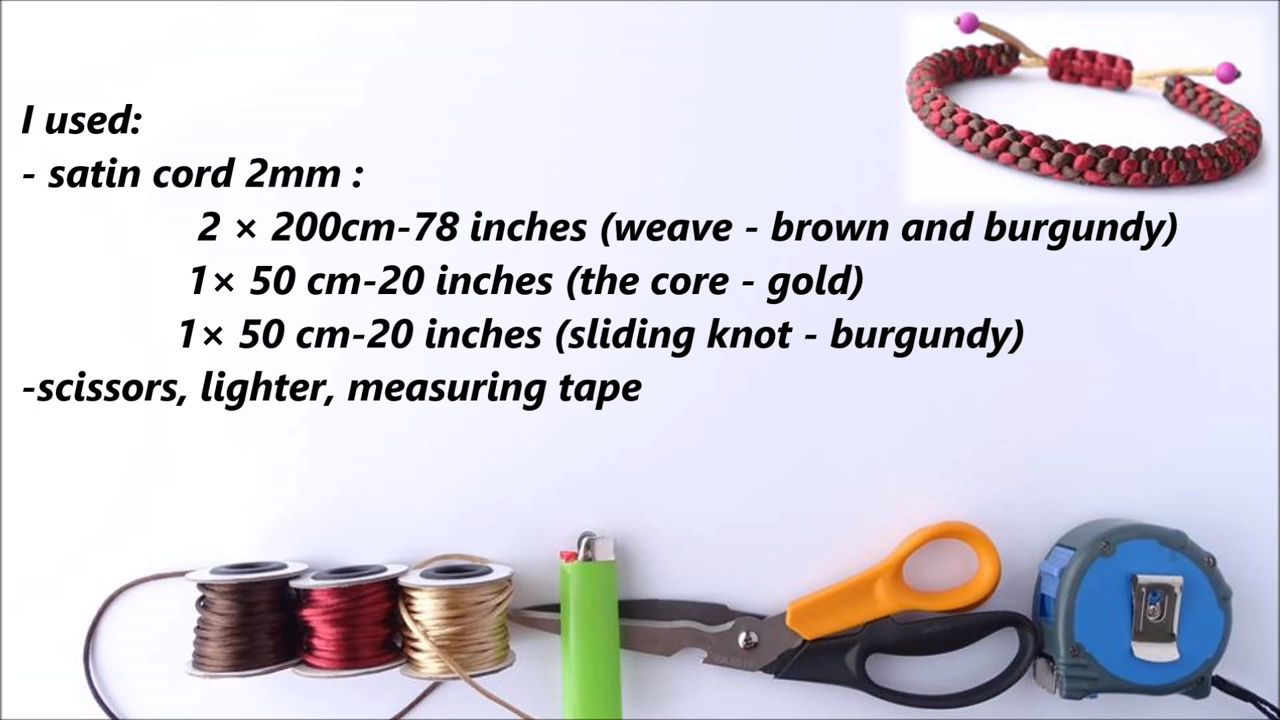 I used:
- satin cord 2mm :
2 × 200cm-78 inches (weave - brown and burgundy)
1× 50 cm-20 inches (the core - gold)
1× 50 cm-20 inches (sliding knot - burgundy)
-scissors, lighter, measuring tape